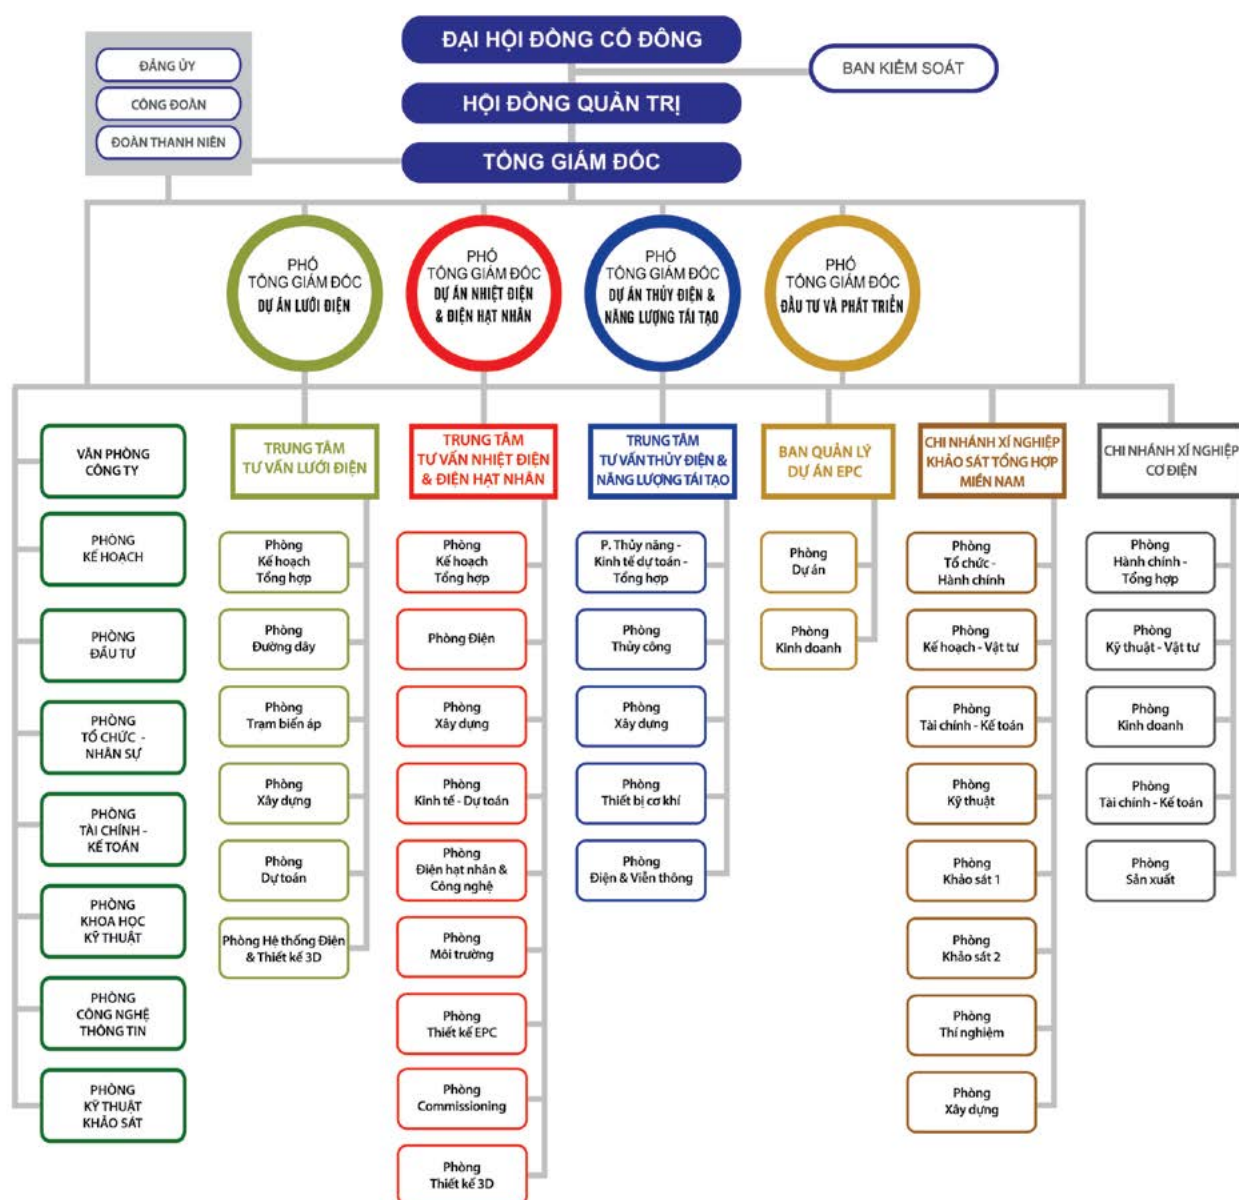 ĐẠI HỘI ĐỒNG CỔ ĐÔNG
BAN KIỂM SOÁT
HỘI ĐỒNG QUẢN TRỊ
TỔNG GIÁM ĐỐC
ĐẢNG ỦY
CÔNG ĐOÀN
ĐOÀN THANH NIÊN
PHÓ
TỔNG GIÁM ĐỐC
DỰ ÁN LƯỚI ĐIỆN
PHÓ
TỔNG GIÁM ĐỐC
DỰ ÁN NHIỆT ĐIỆN
& ĐIỆN HẠT NHÂN
PHÓ
TỔNG GIÁM ĐỐC
DỰ ÁN THỦY ĐIỆN &
NĂNG LƯỢNG TÁI TẠO
PHÓ
TỔNG GIÁM ĐỐC
ĐẦU TƯ VÀ PHÁT TRIỂN
VĂN PHÒNG
CÔNG TY
PHÒNG
KẾ HOẠCH
PHÒNG
ĐẦU TƯ
PHÒNG
TỔ CHỨC -
NHÂN SỰ
PHÒNG
TÀI CHÍNH -
KẾ TOÁN
PHÒNG
KHOA HỌC
KỸ THUẬT
PHÒNG
CÔNG NGHỆ
THÔNG TIN
PHÒNG
KỸ THUẬT
KHẢO SÁT
TRUNG TÂM
TƯ VẤN LƯỚI ĐIỆN
Phòng
Kế hoạch
Tổng hợp
Phòng
Đường dây
Phòng
Trạm biến áp
Phòng
Xây dựng
Phòng
Dự toán
Phòng Hệ thống Điện
& Thiết kế 3D
TRUNG TÂM
TƯ VẤN NHIỆT ĐIỆN
& ĐIỆN HẠT NHÂN
Phòng
Kế hoạch
Tổng hợp
Phòng Điện
Phòng
Xây dựng
Phòng
Kinh tế - Dự toán
Phòng
Điện hạt nhân &
Công nghệ
Phòng
Môi trường
Phòng
Thiết kế EPC
Phòng
Commissioning
Phòng
Thiết kế 3D
TRUNG TÂM
TƯ VẤN THỦY ĐIỆN &
NĂNG LƯỢNG TÁI TẠO
P. Thủy năng -
Kinh tế dự toán -
Tổng hợp
Phòng
Thủy công
Phòng
Xây dựng
Phòng
Thiết bị cơ khí
Phòng
Điện & Viễn thông
BAN QUẢN LÝ
DỰ ÁN EPC
Phòng
Dự án
Phòng
Kinh doanh
CHI NHÁNH XÍ NGHIỆP
KHẢO SÁT TỔNG HỢP
MIỀN NAM
Phòng
Tổ chức -
Hành chính
Phòng
Kế hoạch - Vật tư
Phòng
Tài chính - Kế toán
Phòng
Kỹ thuật
Phòng
Khảo sát 1
Phòng
Khảo sát 2
Phòng
Thí nghiệm
Phòng
Xây dựng
CHI NHÁNH XÍ NGHIỆP
CƠ ĐIỆN
Phòng
Hành chính -
Tổng hợp
Phòng
Kỹ thuật - Vật tư
Phòng
Kinh doanh
Phòng
Tài chính - Kế toán
Phòng
Sản xuất